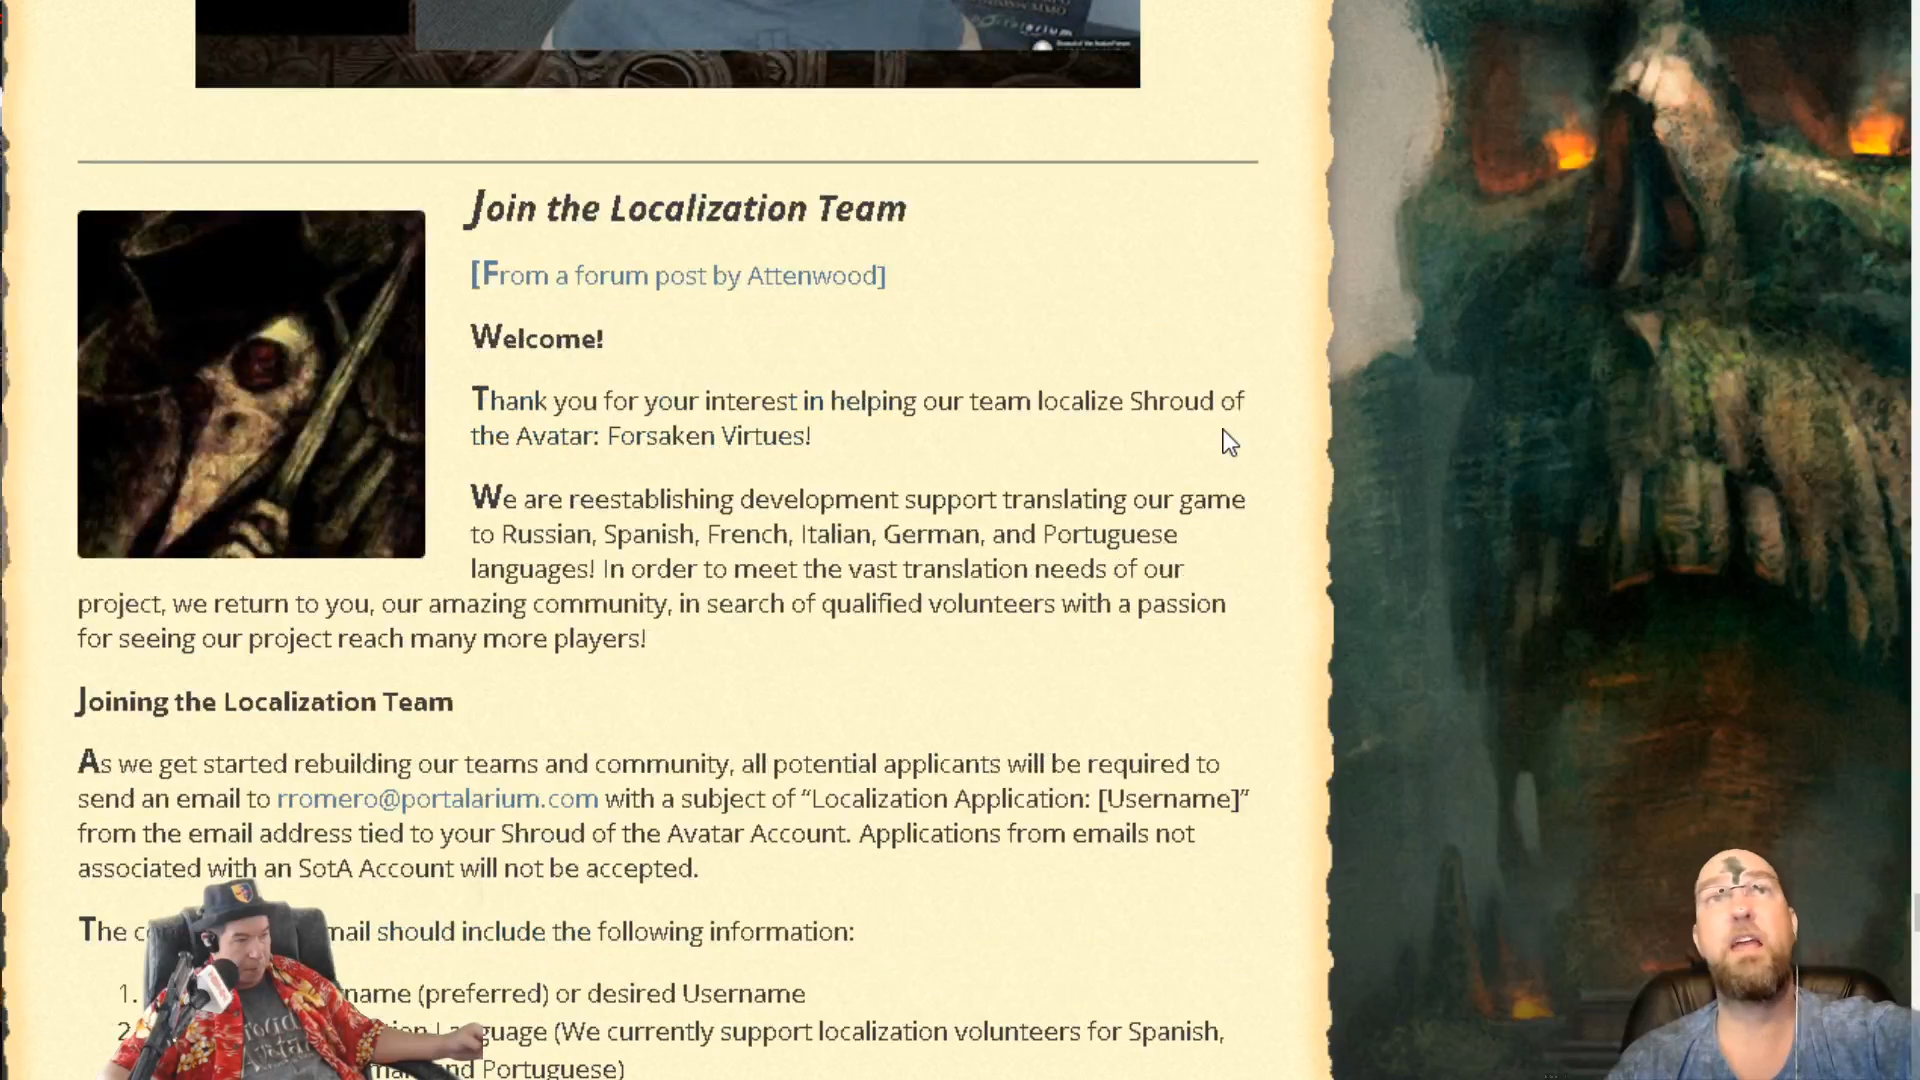 Join the Localization Team
[From a forum post by Attenwood]
Welcome!
Thank you for your interest in helping our team localize Shroud of
the Avatar: Forsaken Virtues!
We are reestablishing development support translating our game
to Russian, Spanish, French, Italian, German, and Portuguese
languages! In order to meet the vast translation needs of our
project, we return to you, our amazing community, in search of qualified volunteers with a passion
for seeing our project reach many more players!
Joining the Localization Team
As we get started rebuilding our teams and community, all potential applicants will be required to
send an email to rromero@portalarium.com with a subject of “Localization Application: [Username]”
from the email address tied to your Shroud of the Avatar Account. Applications from emails not
associated with an SotA Account will not be accepted.
The should include the following information:
1. (preferred) or desired Username
2 (We currently support localization volunteers for Spanish,
Portuguese)